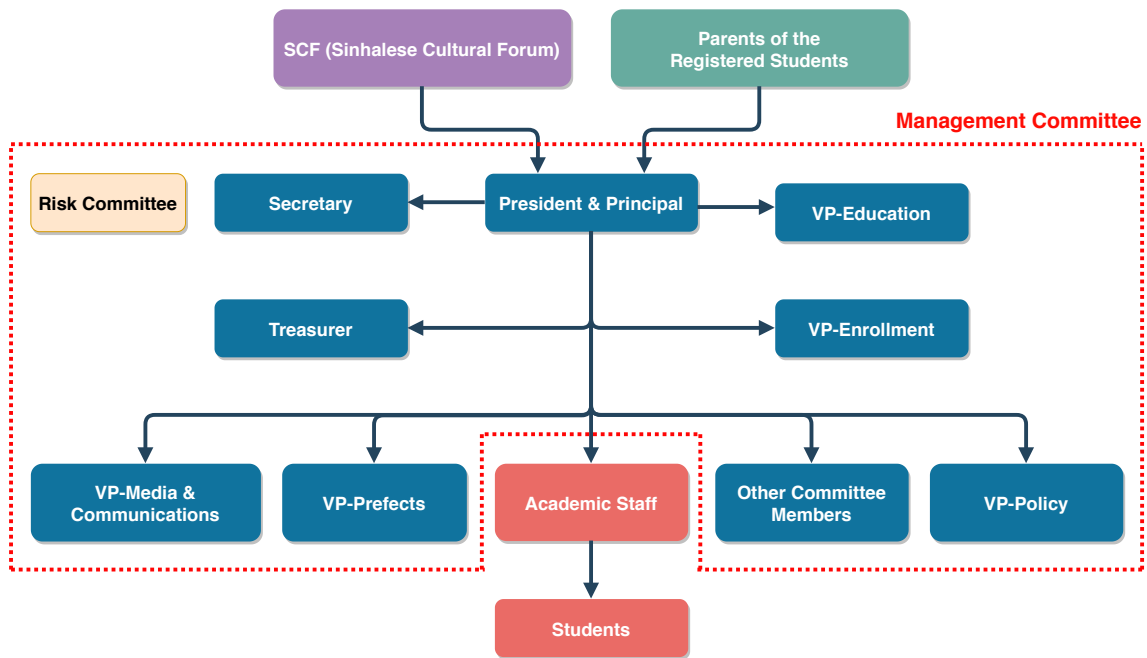 SCF (Sinhalese Cultural Forum)
Parents of the
Registered Students
Management Committee
Risk Committee
Secretary
President & Principal
VP-Education
Treasurer
VP-Enrollment
VP-Media &
Communications
VP-Prefects
Academic Staff
Other Committee
Members
VP-Policy
Students